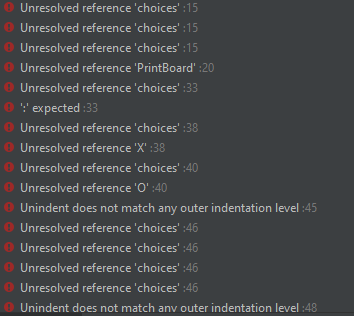 Unresolved reference 'choices' :15
Unresolved reference 'choices' :15
Unresolved reference 'choices' :15
Unresolved reference 'PrintBoard' :20
Unresolved reference 'choices' :33
':' expected :33
Unresolved reference 'choices' :38
Unresolved reference 'X' :38
Unresolved reference 'choices' :40
Unresolved reference 'O' :40
Unindent does not match any outer indentation level :45
Unresolved reference 'choices' :46
Unresolved reference 'choices' :46
Unresolved reference 'choices' :46
Unresolved reference 'choices' :46
Unindent does not match any outer indentation level :48